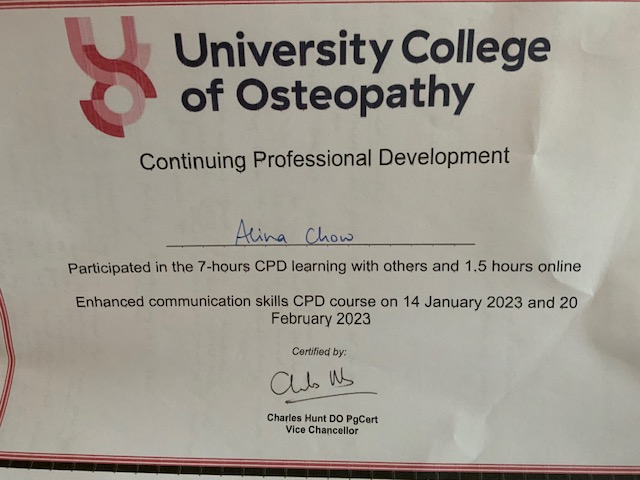 University College
of Osteopathy
Continuing Professional Development
Alina Chow
Participated in the 7-hours CPD learning with others and 1.5 hours online
Enhanced communication skills CPD course on 14 January 2023 and 20
February 2023
Certified by:
Charles Hunt DO PgCert
Vice Chancellor